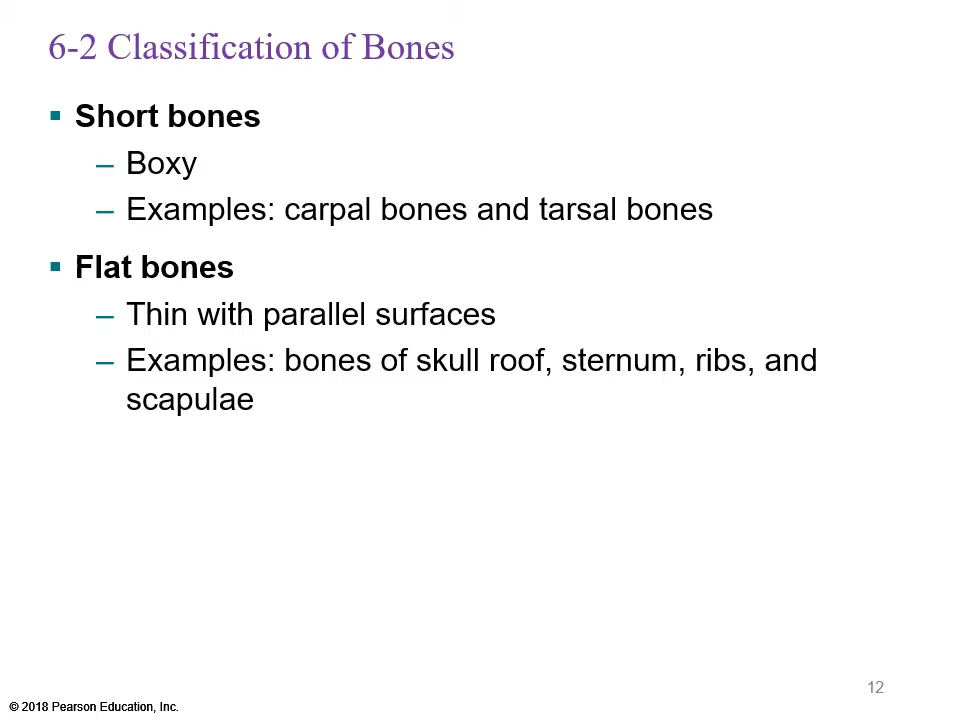 6-2 Classification of Bones
▪ Short bones
– Boxy
– Examples: carpal bones and tarsal bones
▪ Flat bones
– Thin with parallel surfaces
– Examples: bones of skull roof, sternum, ribs, and
scapulae
12
© 2018 Pearson Education, Inc.